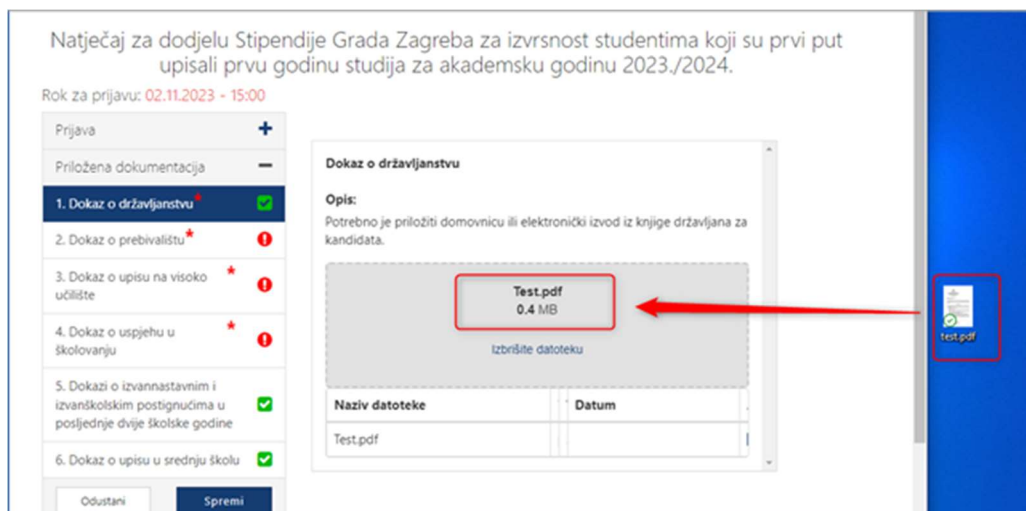 Natječaj za dodjelu Stipendije Grada Zagreba za izvrsnost studentima koji su prvi put
upisali prvu godinu studija za akademsku godinu 2023./2024.
Rok za prijavu: 02.11.2023 - 15:00
Prijava
Priložena dokumentacija
1. Dokaz o državljanstvu*
2. Dokaz o prebivalištu*
3. Dokaz o upisu na visoko *
učilište
4. Dokaz o uspjehu u *
školovanju
5. Dokazi o izvannastavnim i
izvanškolskim postignućima u
posljednje dvije školske godine
6. Dokaz o upisu u srednju školu
Odustani Spremi
Dokaz o državljanstvu
Opis:
Potrebno je priložiti domovnicu ili elektronički izvod iz knjige državljana za
kandidata.
Test.pdf
0.4 MB
Izbrišite datoteku
Naziv datoteke Datum
Test.pdf
test.pdf